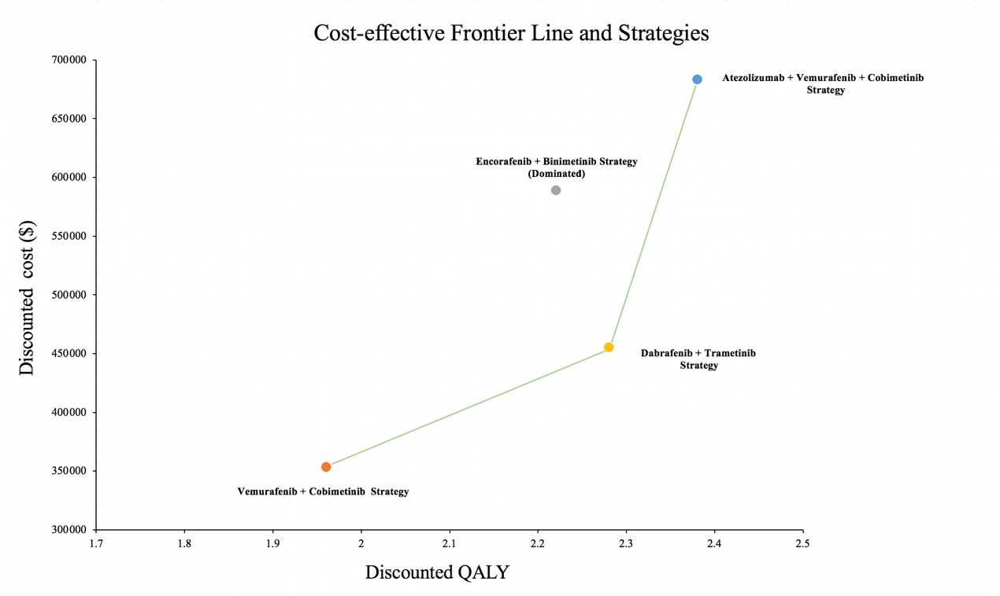 Cost-effective Frontier Line and Strategies
700000
650000
600000
550000
500000
450000
400000
350000
300000
Discounted cost ($)
Atezolizumab + Vemurafenib + Cobimetinib
Strategy
Encorafenib + Binimetinib Strategy
(Dominated)
Dabrafenib + Trametinib
Strategy
Vemurafenib + Cobimetinib Strategy
1.7 1.8 1.9 2 2.1 2.2 2.3 2.4 2.5
Discounted QALY